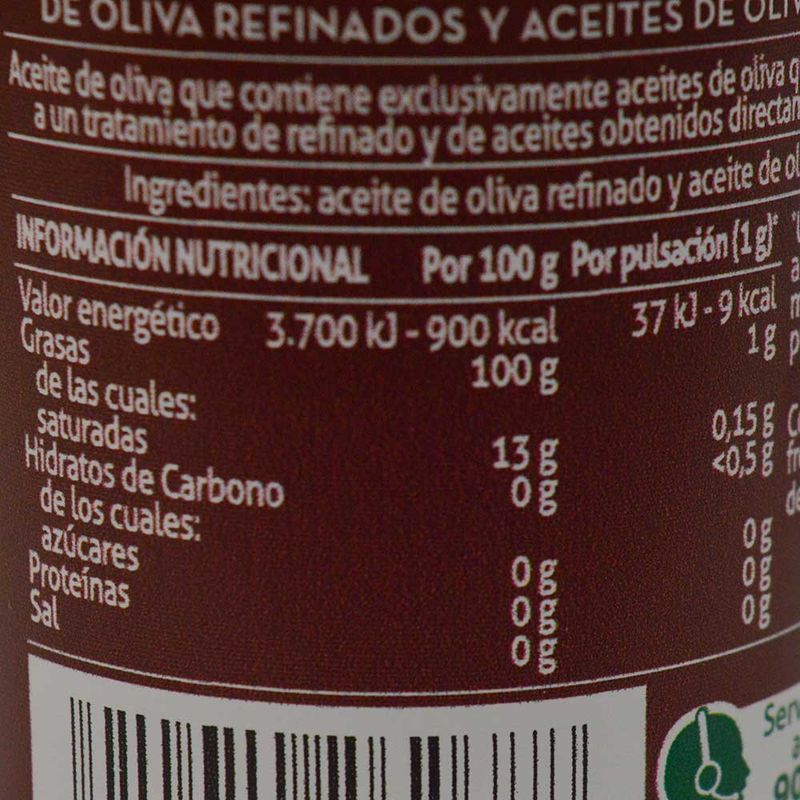 DE OLIVA REFINADOS Y ACEITES DE
Aceite de oliva que contiene exclusivamente aceites de oliva
a un tratamiento de refinado y de aceites obtenidos
Ingredientes: aceite de oliva refinado y aceite de
INFORMACIÓN NUTRICIONAL Por 100 g Por pulsación (1 g)*
Valor energético 3.700 kJ - 900 kcal 37 kJ - 9 kcal
Grasas 100 g 1 g
de las cuales:
saturadas 13 g 0,15 g
Hidratos de Carbono 0 g <0,5 g
de los cuales:
azúcares 0 g 0 g
Proteínas 0 g 0 g
Sal 0 g 0 g